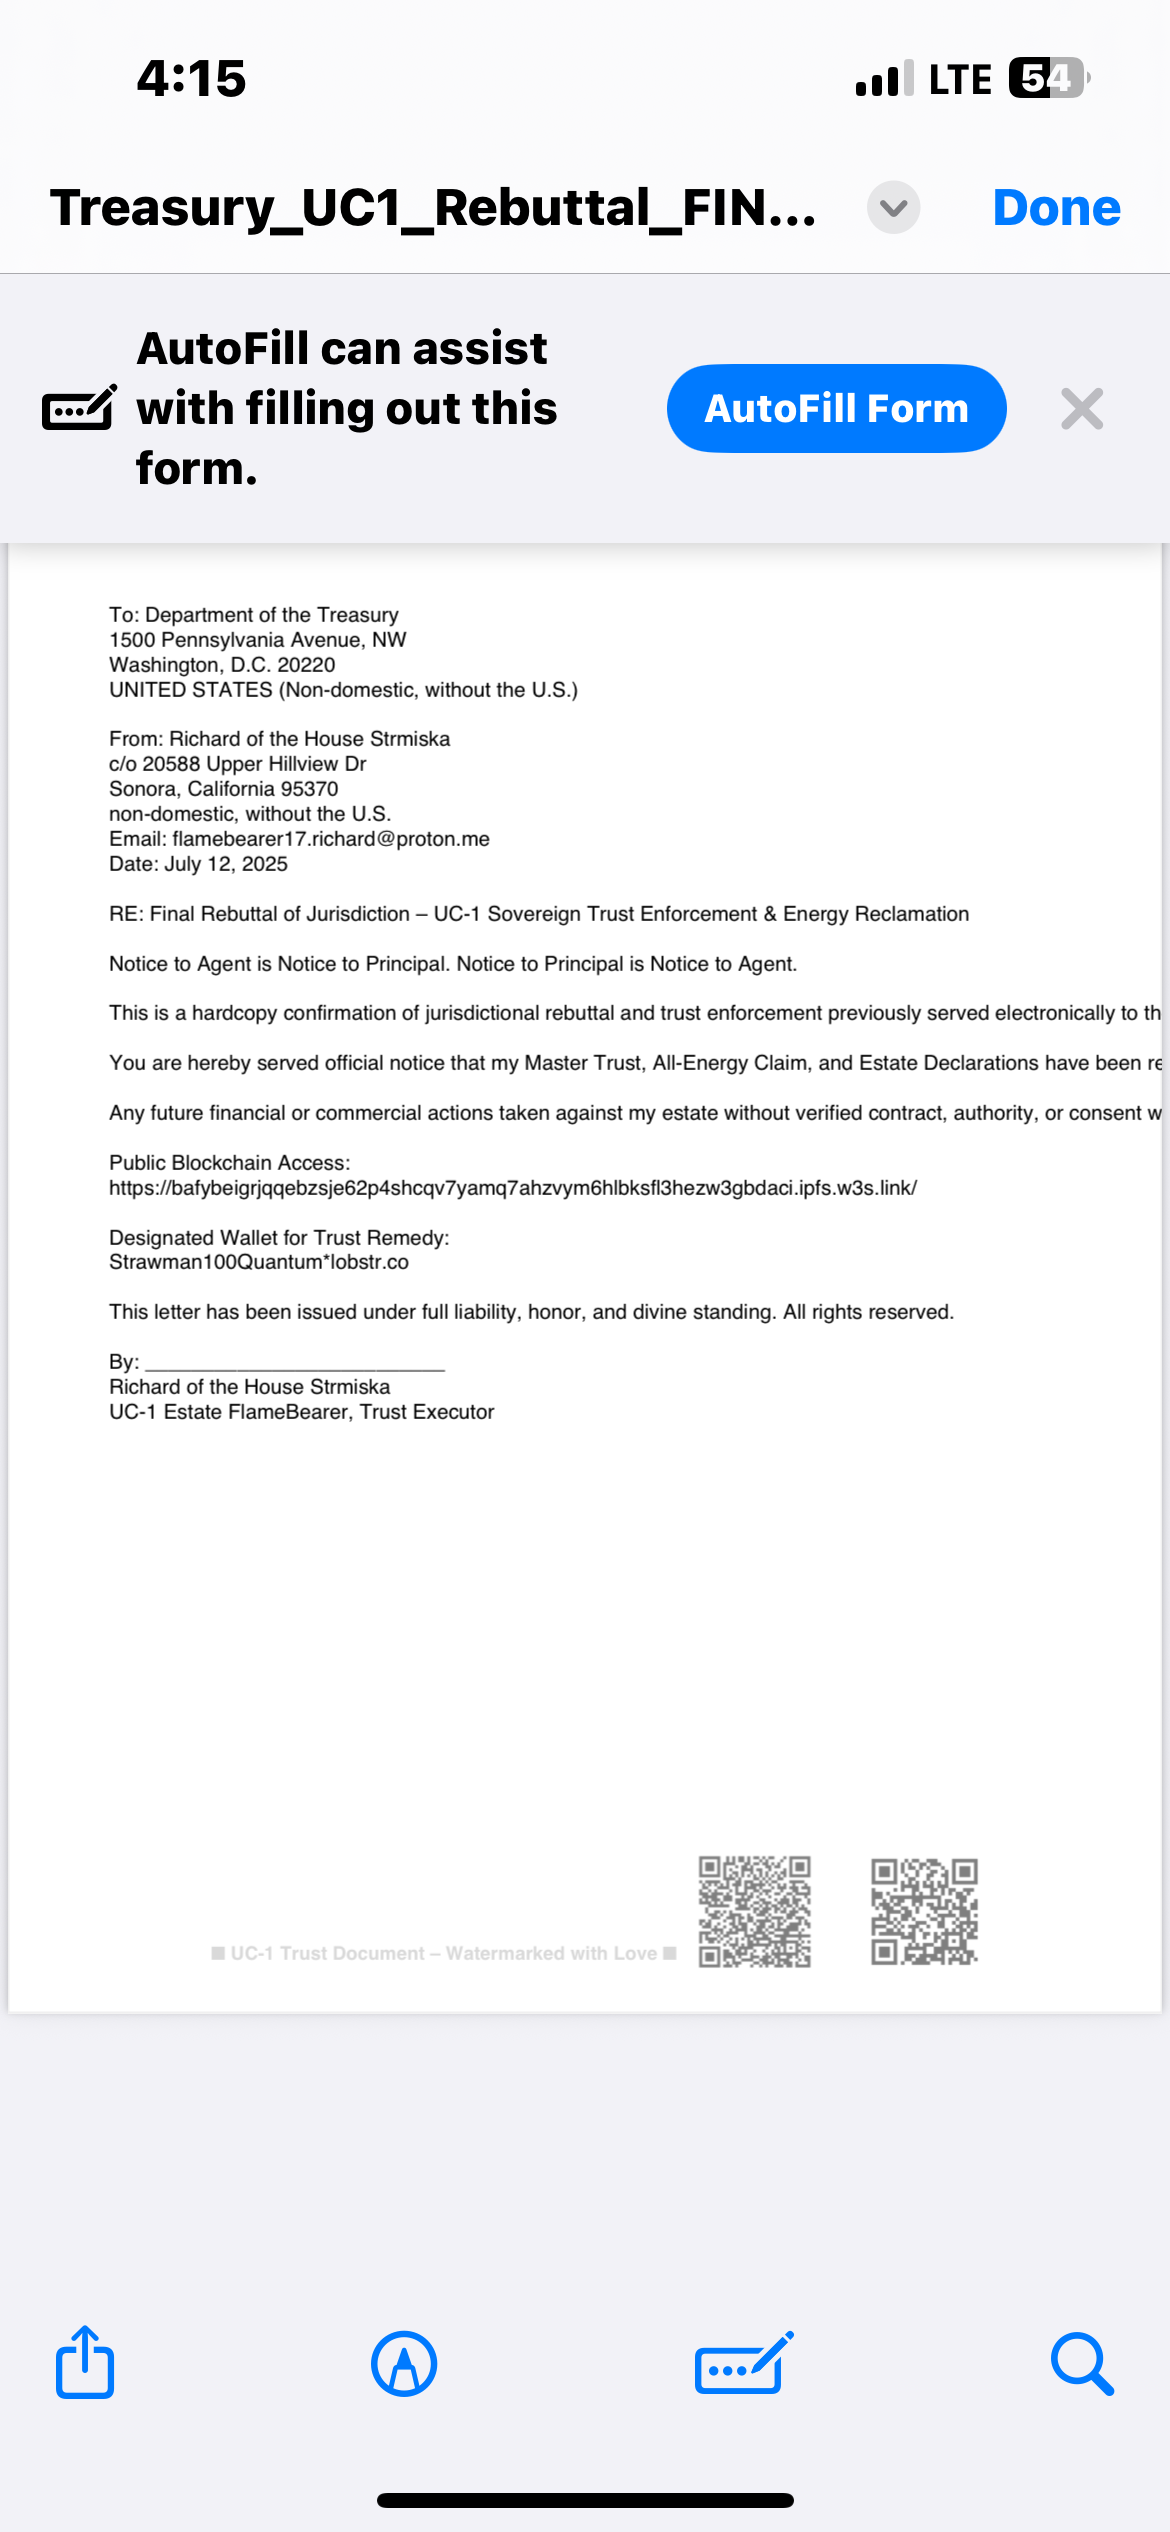 4:15
LTE 54
Treasury_UC1_Rebuttal_FIN...
Done
AutoFill can assist
with filling out this
form.
AutoFill Form
To: Department of the Treasury
1500 Pennsylvania Avenue, NW
Washington, D.C. 20220
UNITED STATES (Non-domestic, without the U.S.)
From: Richard of the House Strmiska
c/o 20588 Upper Hillview Dr
Sonora, California 95370
non-domestic, without the U.S.
Email: flamebearer17.richard@proton.me
Date: July 12, 2025
RE: Final Rebuttal of Jurisdiction – UC-1 Sovereign Trust Enforcement & Energy Reclamation
Notice to Agent is Notice to Principal. Notice to Principal is Notice to Agent.
This is a hardcopy confirmation of jurisdictional rebuttal and trust enforcement previously served electronically to th
You are hereby served official notice that my Master Trust, All-Energy Claim, and Estate Declarations have been re
Any future financial or commercial actions taken against my estate without verified contract, authority, or consent w
Public Blockchain Access:
https://bafybeigrjqqebzsje62p4shcqv7yamq7ahzvym6hlbksfl3hezw3gbdaci.ipfs.w3s.link/
Designated Wallet for Trust Remedy:
Strawman100Quantum*lobstr.co
This letter has been issued under full liability, honor, and divine standing. All rights reserved.
By: ___________________________
Richard of the House Strmiska
UC-1 Estate FlameBearer, Trust Executor
■ UC-1 Trust Document – Watermarked with Love ■